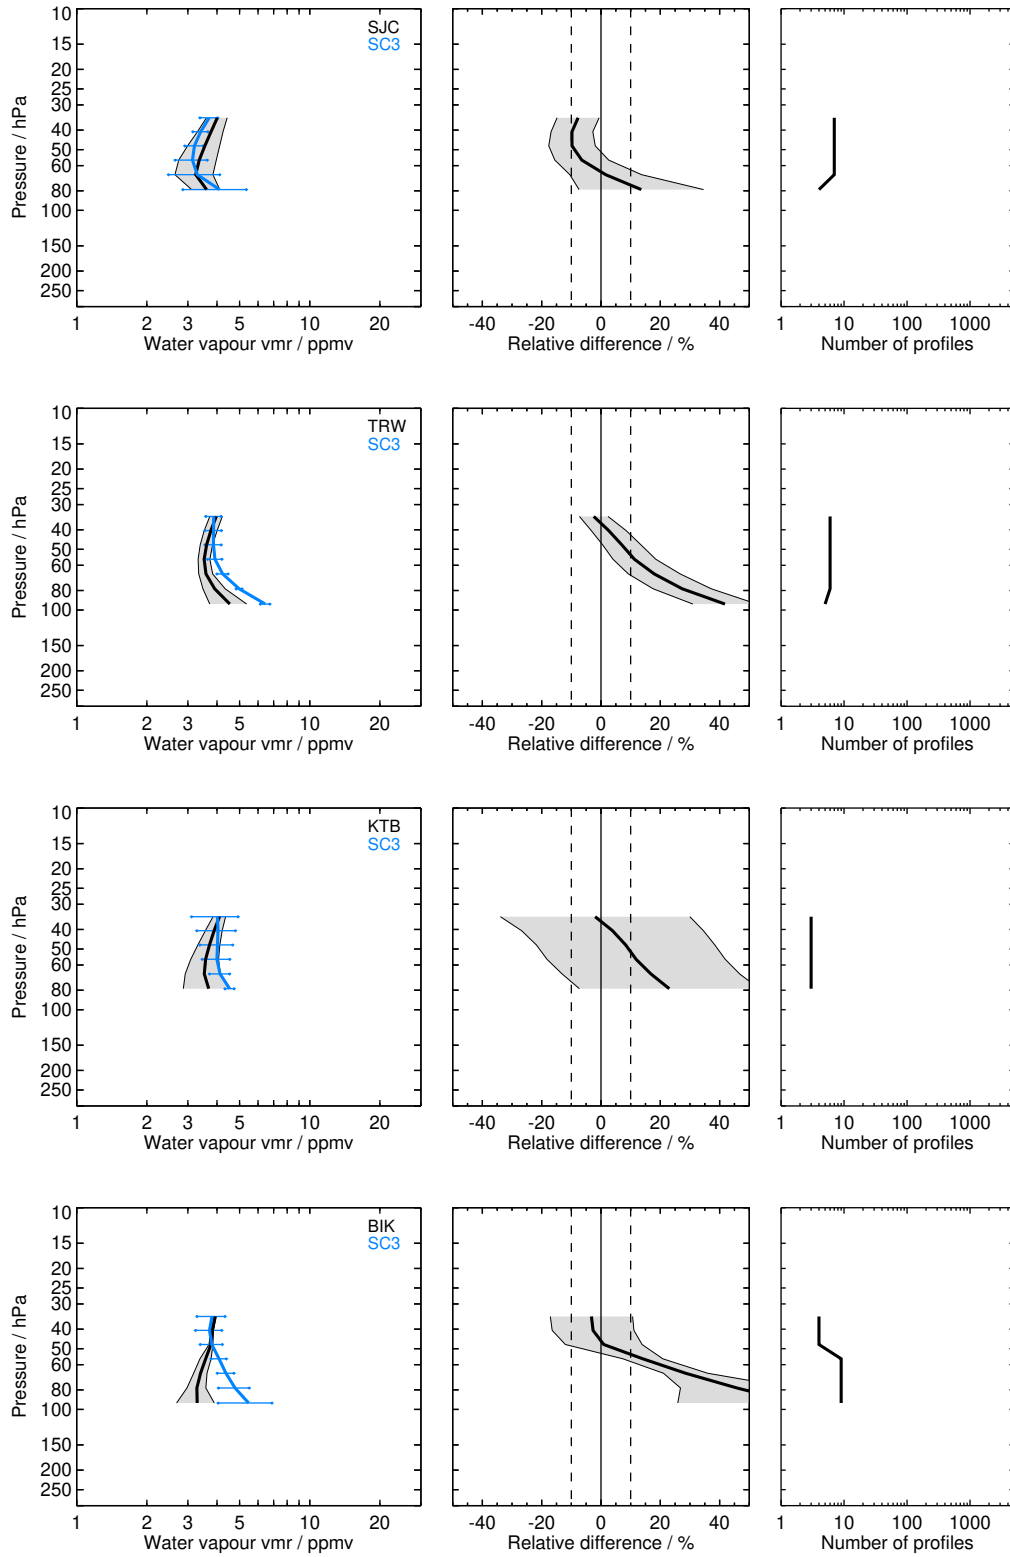 SJC
SC3
Pressure / hPa
10
15
20
25
30
40
50
60
80
100
150
200
250
1 2 3 5 10 20
Water vapour vmr / ppmv
-40 -20 0 20 40
Relative difference / %
1 10 100 1000
Number of profiles
TRW
SC3
Pressure / hPa
10
15
20
25
30
40
50
60
80
100
150
200
250
1 2 3 5 10 20
Water vapour vmr / ppmv
-40 -20 0 20 40
Relative difference / %
1 10 100 1000
Number of profiles
KTB
SC3
Pressure / hPa
10
15
20
25
30
40
50
60
80
100
150
200
250
1 2 3 5 10 20
Water vapour vmr / ppmv
-40 -20 0 20 40
Relative difference / %
1 10 100 1000
Number of profiles
BIK
SC3
Pressure / hPa
10
15
20
25
30
40
50
60
80
100
150
200
250
1 2 3 5 10 20
Water vapour vmr / ppmv
-40 -20 0 20 40
Relative difference / %
1 10 100 1000
Number of profiles